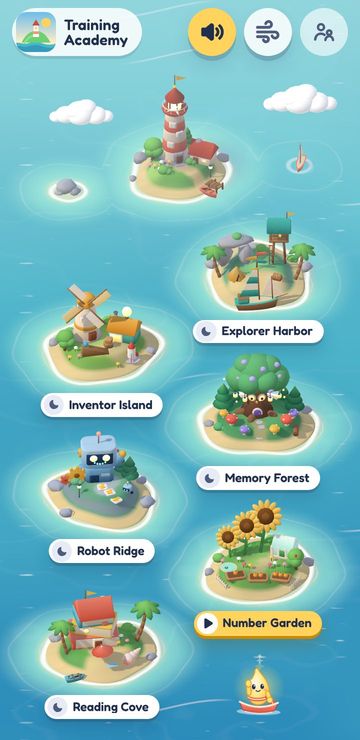 Training
Academy
Explorer Harbor
Inventor Island
Memory Forest
Robot Ridge
Number Garden
Reading Cove